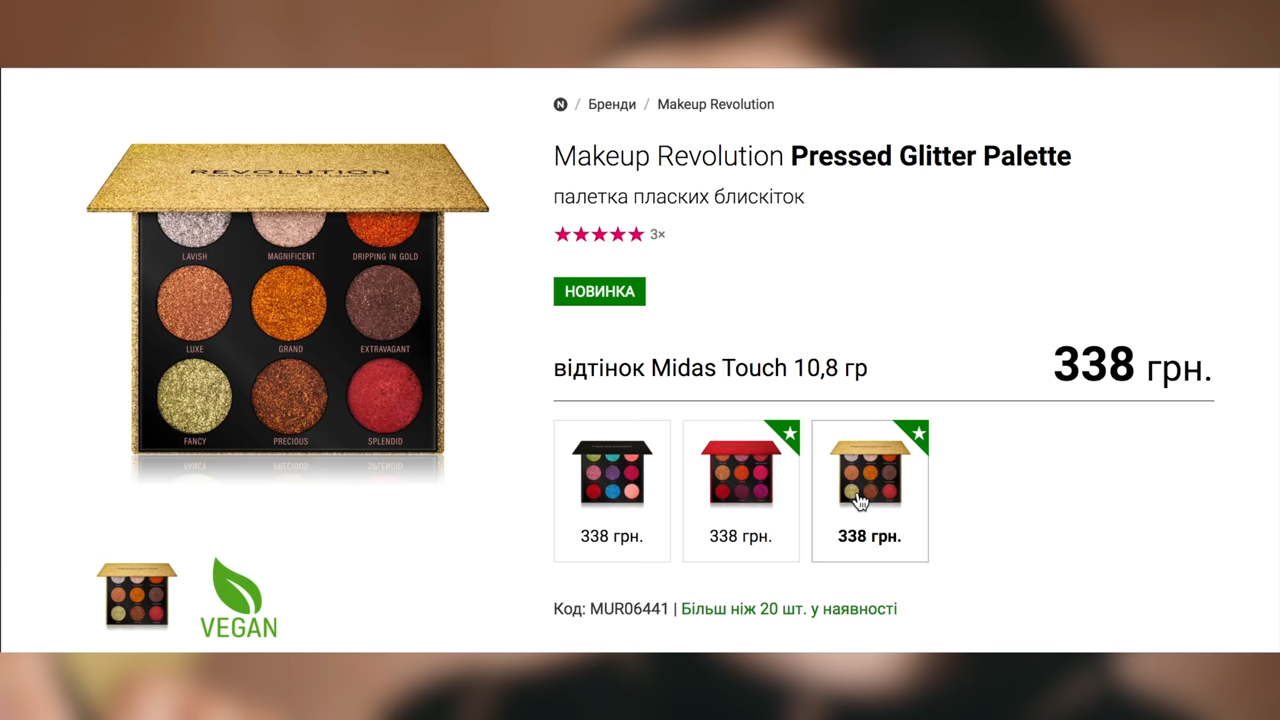 N / Бренди / Makeup Revolution
Makeup Revolution Pressed Glitter Palette
палетка пласких блискіток
3×
НОВИНКА
відтінок Midas Touch 10,8 гр
338 грн.
338 грн.
338 грн.
338 грн.
Код: MUR06441 | Більш ніж 20 шт. у наявності
REVOLUTION
LAVISH
MAGNIFICENT
DRIPPING IN GOLD
LUXE
GRAND
EXTRAVAGANT
FANCY
PRECIOUS
SPLENDID
VEGAN